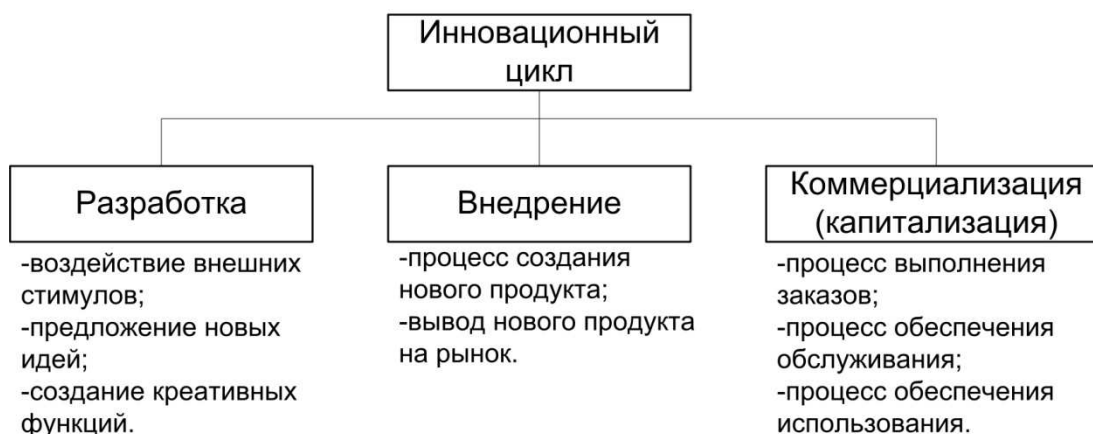 Инновационный
цикл
Разработка
-воздействие внешних
стимулов;
-предложение новых
идей;
-создание креативных
функций.
Внедрение
-процесс создания
нового продукта;
-вывод нового продукта
на рынок.
Коммерциализация
(капитализация)
-процесс выполнения
заказов;
-процесс обеспечения
обслуживания;
-процесс обеспечения
использования.